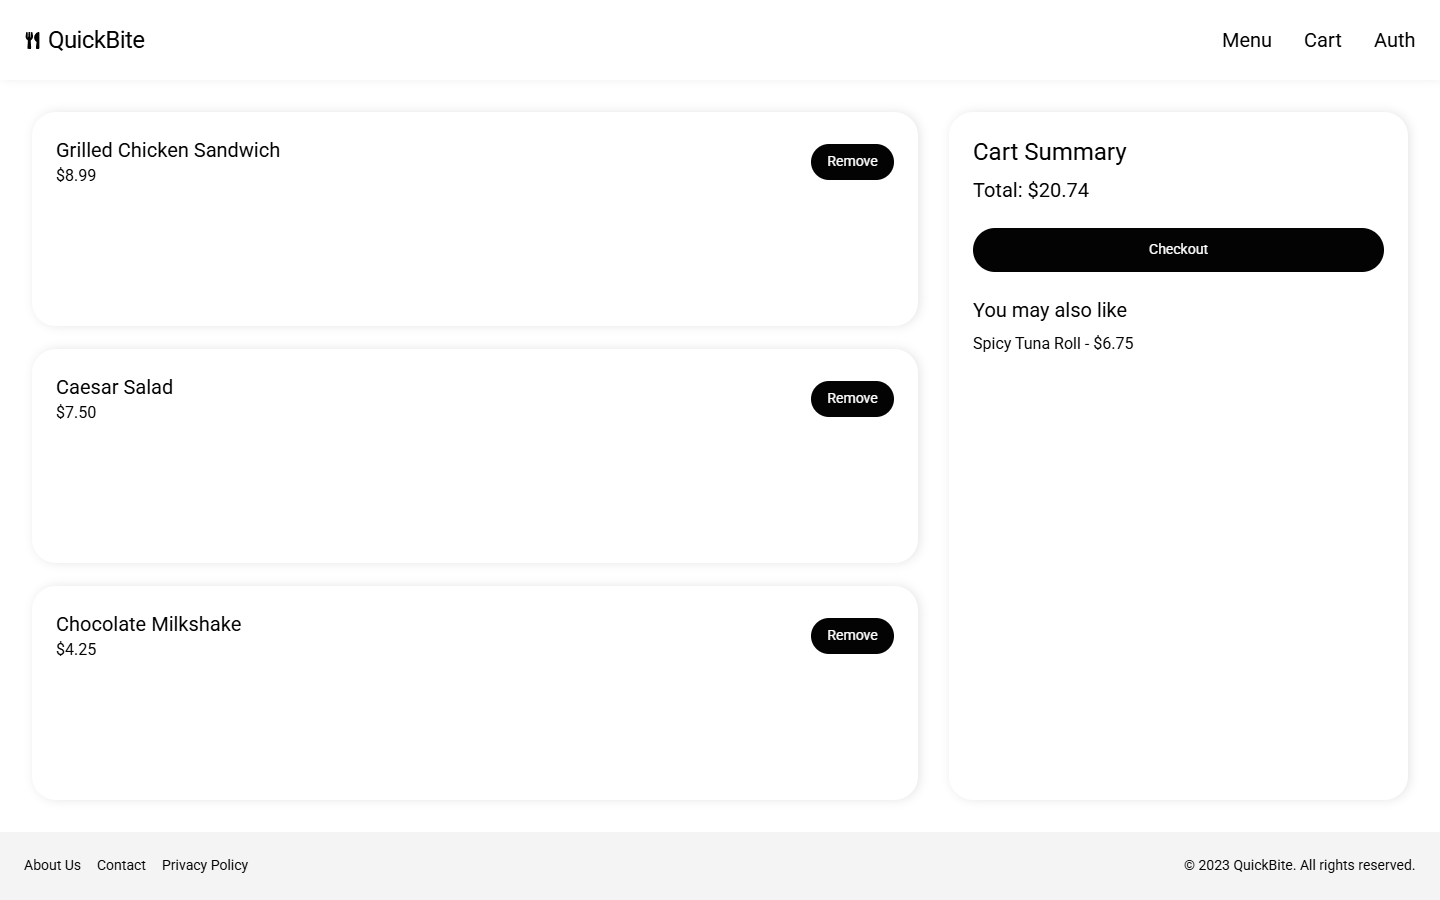 QuickBite
Menu
Cart
Auth
Grilled Chicken Sandwich
$8.99
Remove
Caesar Salad
$7.50
Remove
Chocolate Milkshake
$4.25
Remove
Cart Summary
Total: $20.74
Checkout
You may also like
Spicy Tuna Roll - $6.75
About Us
Contact
Privacy Policy
© 2023 QuickBite. All rights reserved.